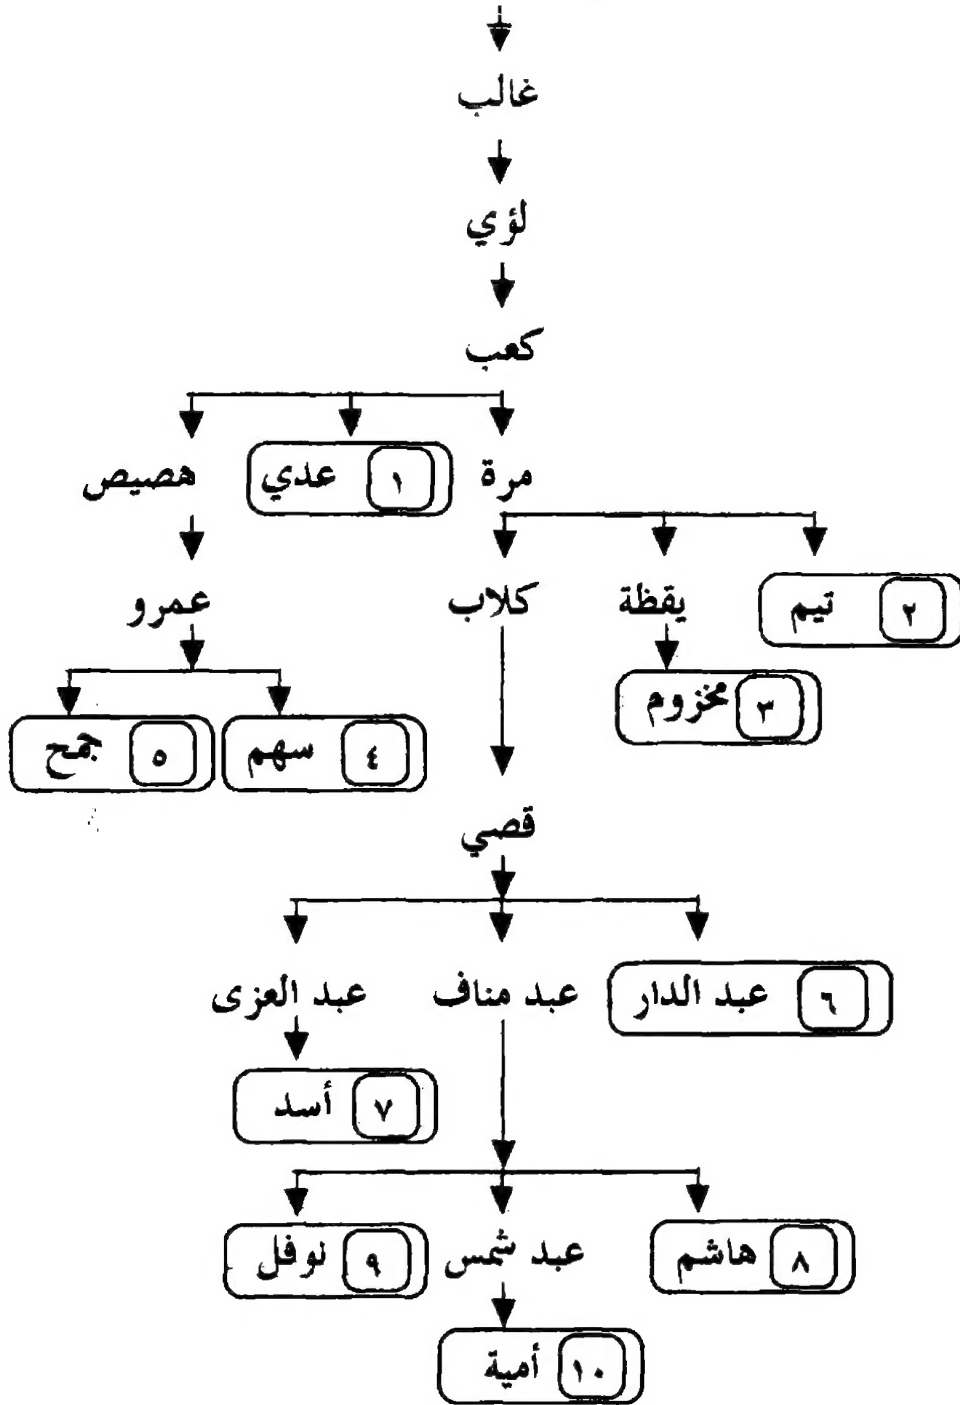 غالب
لؤي
كعب
مرة
١ عدي
هصيص
٢ تيم
يقظة
كلاب
عمرو
٣ مخزوم
٤ سهم
٥ جمح
قصي
٦ عبد الدار
عبد مناف
عبد العزى
٧ أسد
٨ هاشم
عبد شمس
٩ نوفل
١٠ أمية